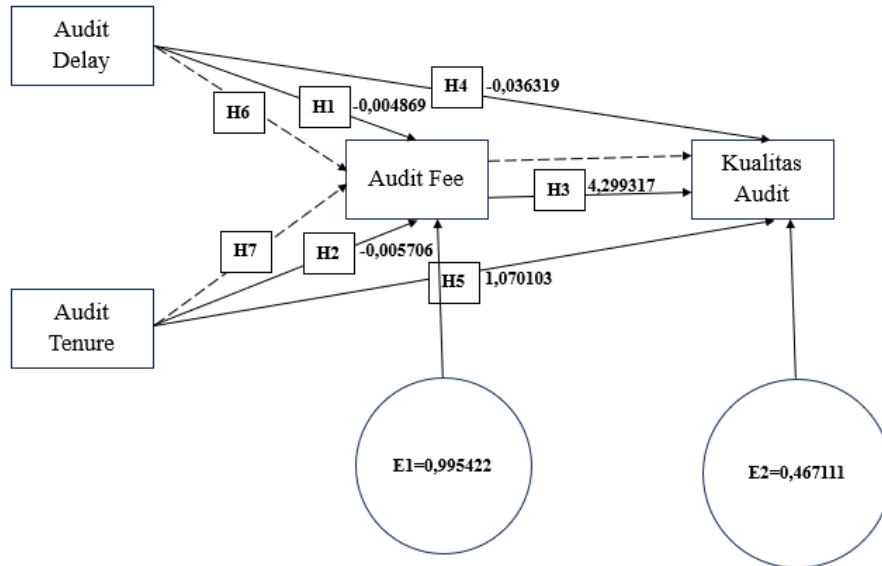 Audit
Delay
H4
-0,036319
H1
-0,004869
H6
Audit Fee
Kualitas
Audit
H3
4,299317
H7
H2
-0,005706
H5
1,070103
Audit
Tenure
E1=0,995422
E2=0,467111